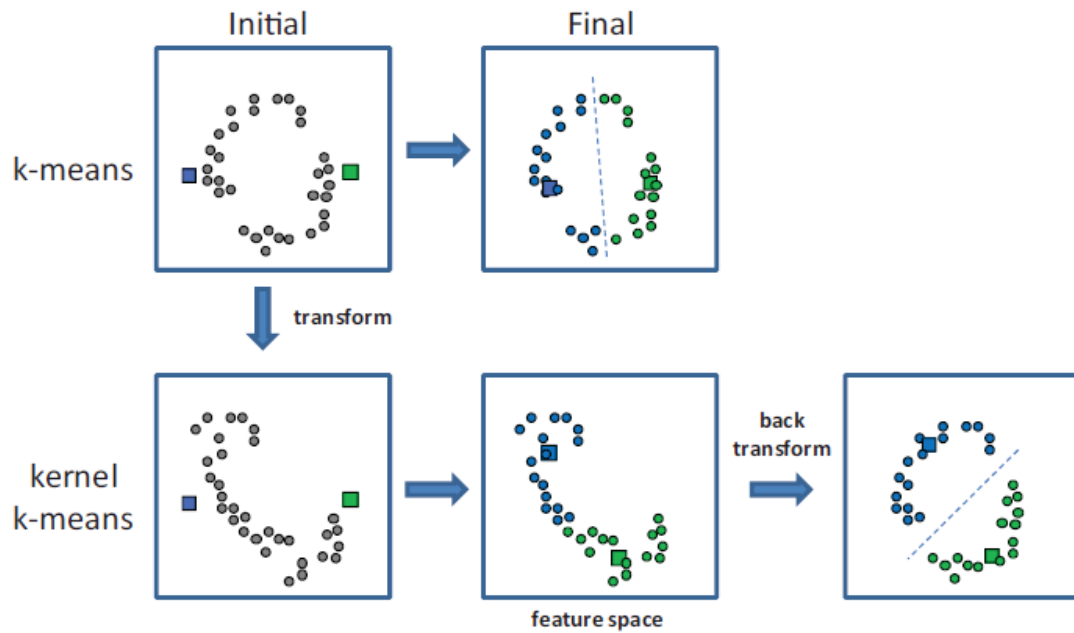 Initial
Final
k-means
transform
kernel
k-means
back
transform
feature space